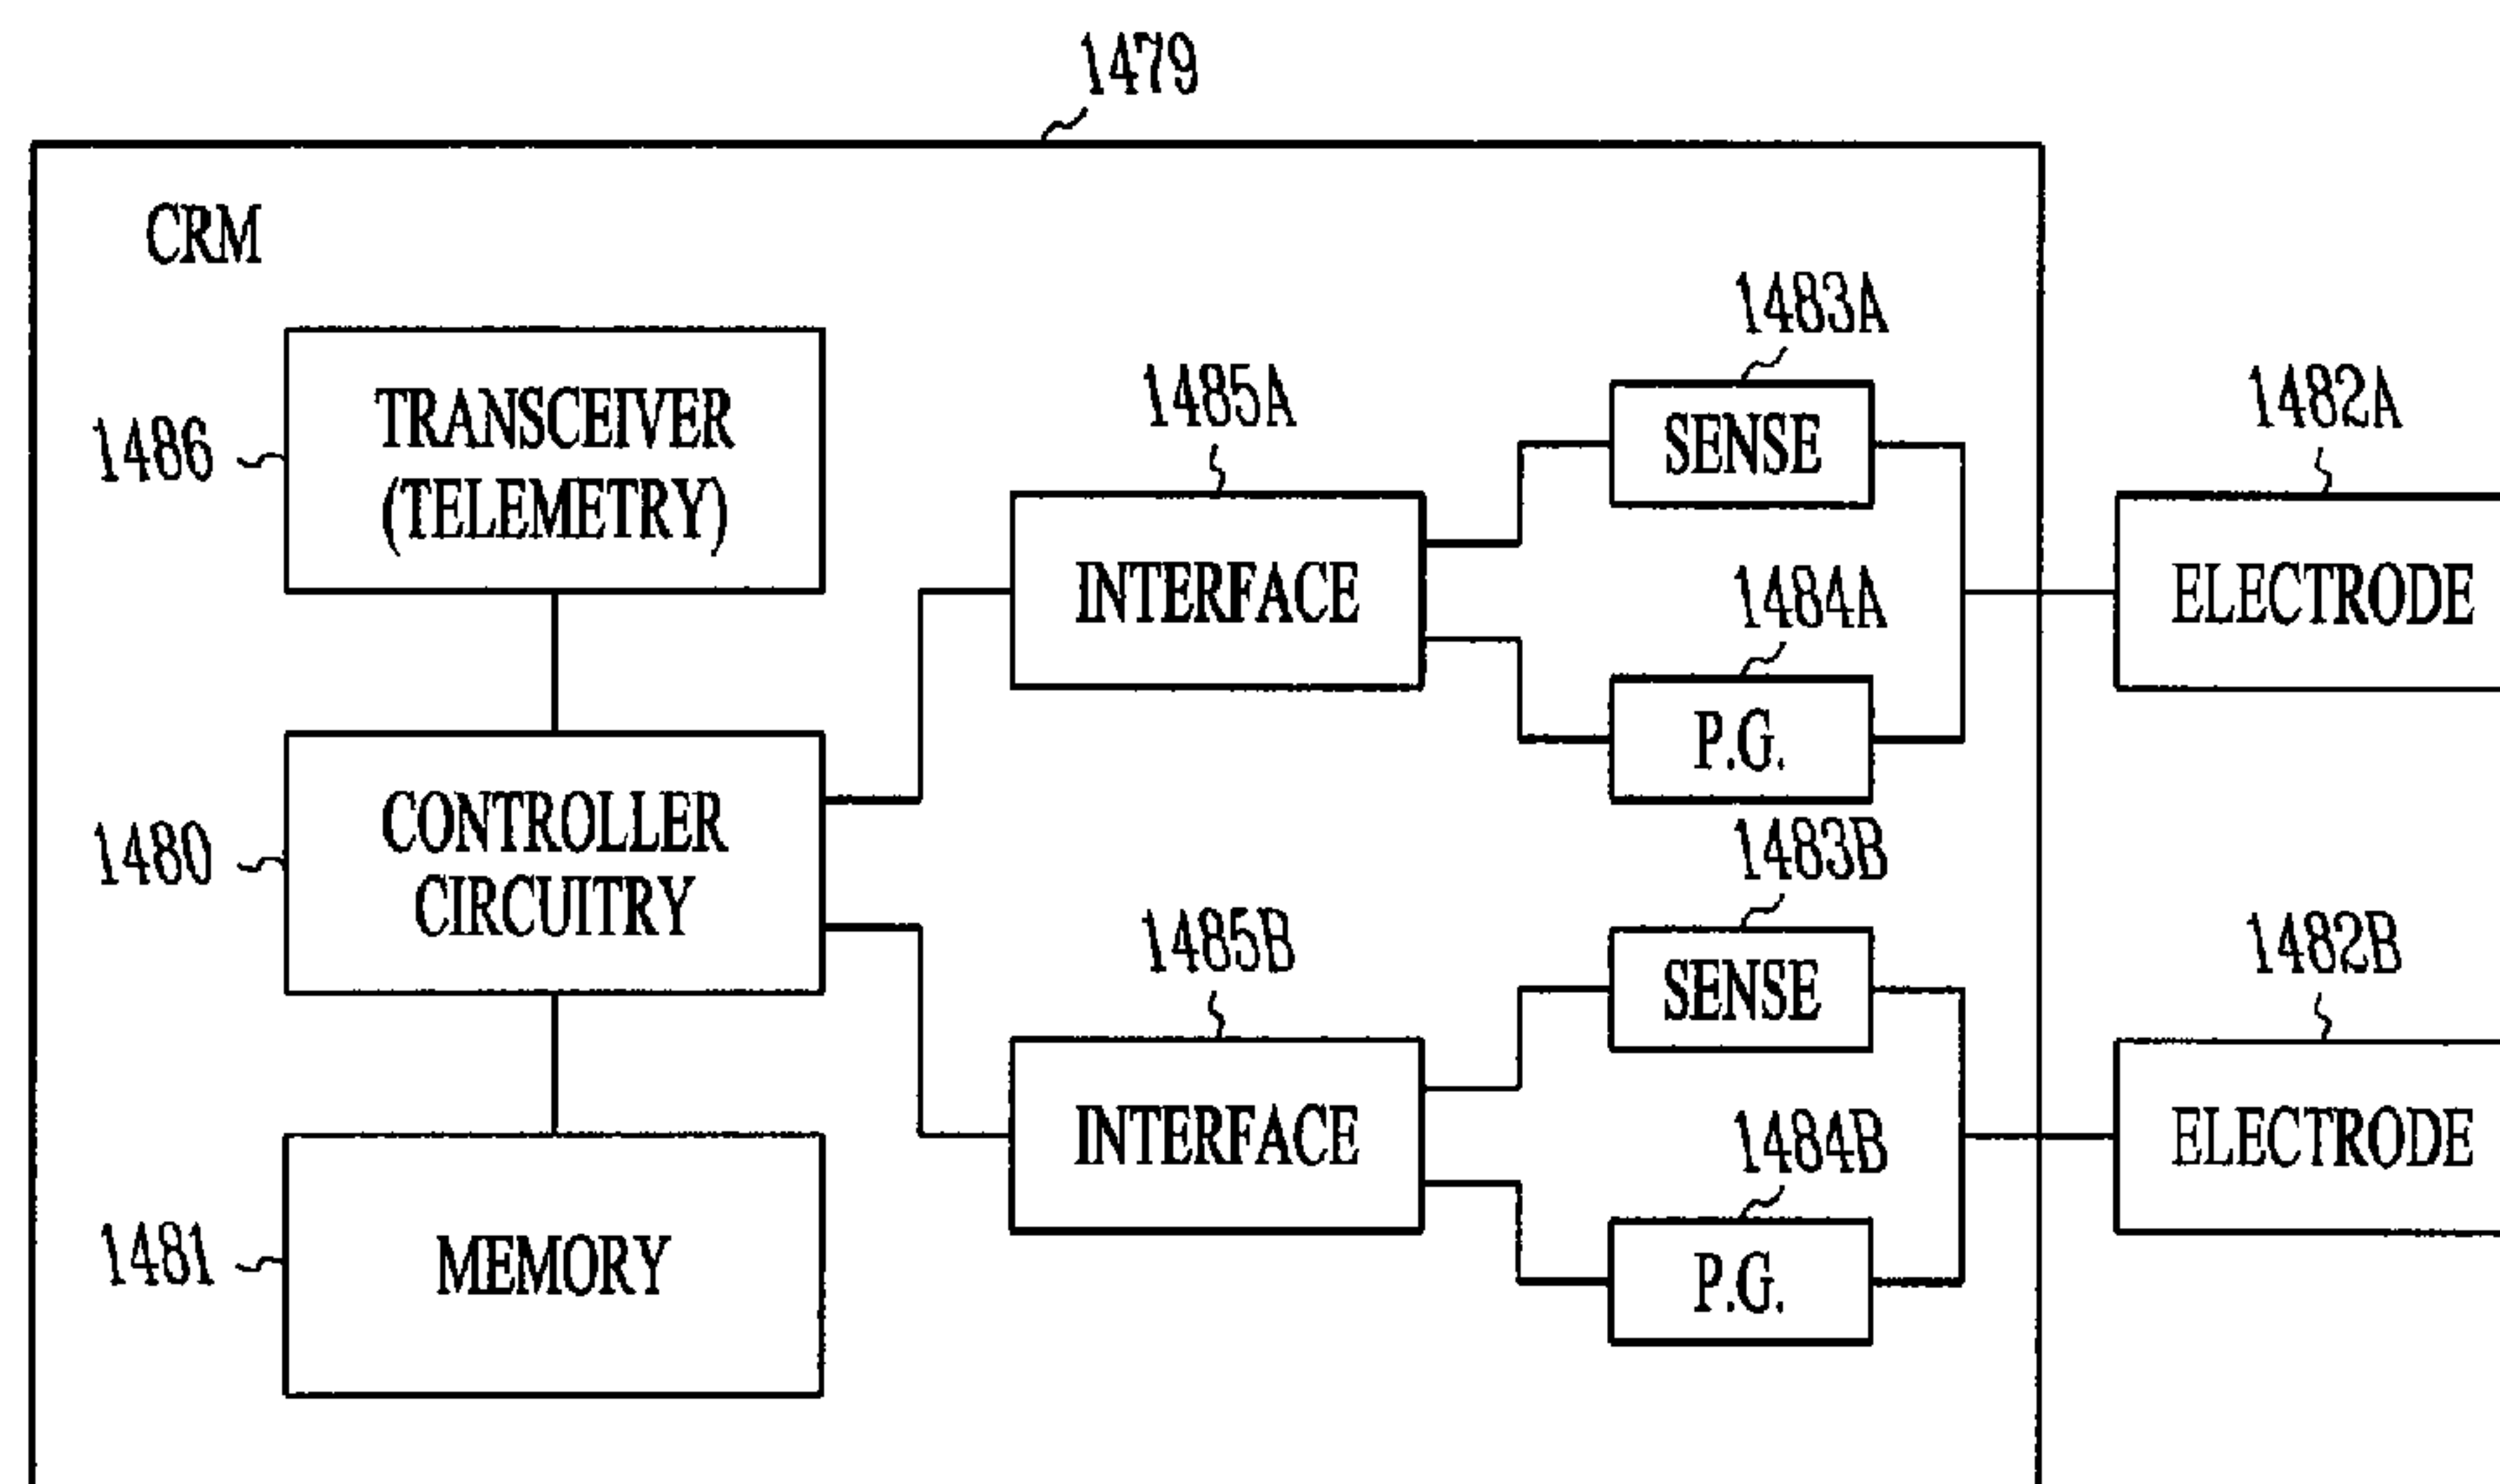 1479
CRM
1483A
1485A
1482A
TRANSCEIVER
(TELEMETRY)
1486
SENSE
INTERFACE
ELECTRODE
1484A
P.G.
CONTROLLER
CIRCUITRY
1480
1483B
1485B
1482B
SENSE
INTERFACE
ELECTRODE
1484B
MEMORY
1481
P.G.